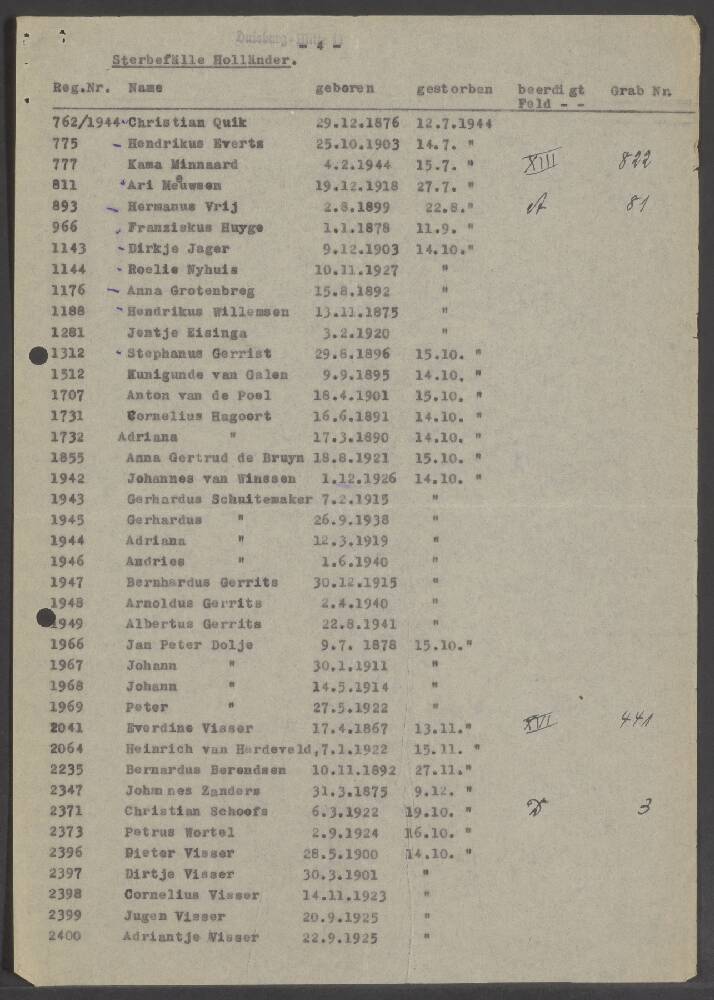 Duisburg-
- 4 -
Sterbefälle Holländer.
Reg.Nr. Name geboren gestorben beerdigt Grab Nr.
Feld - -
762/1944 Christian Quik 29.12.1876 12.7.1944
775 - Hendrikus Everts 25.10.1903 14.7. "
777 Kama Minnaard 4.2.1944 15.7. " XIII 822
811 Ari Meeuwsen 19.12.1918 27.7. "
893 - Hermanus Vrij 2.8.1899 22.8." A 81
966 Franziskus Huyge 1.1.1878 11.9. "
1143 - Dirkje Jager 9.12.1903 14.10."
1144 - Roelie Nyhuis 10.11.1927 "
1176 - Anna Grotenbreg 15.8.1892 "
1188 - Hendrikus Willemsen 13.11.1875 "
1281 Jentje Eisinga 3.2.1920 "
1312 - Stephanus Gerrist 29.8.1896 15.10. "
1512 Kunigunde van Galen 9.9.1895 14.10. "
1707 Anton van de Poel 18.4.1901 15.10. "
1731 Cornelius Hagoort 16.6.1891 14.10. "
1732 Adriana " 17.3.1890 14.10. "
1855 Anna Gertrud de Bruyn 18.8.1921 15.10. "
1942 Johannes van Winssen 1.12.1926 14.10. "
1943 Gerhardus Schuitemaker 7.2.1915 "
1945 Gerhardus " 26.9.1938 "
1944 Adriana " 12.3.1919 "
1946 Andries " 1.6.1940 "
1947 Bernhardus Gerrits 30.12.1915 "
1948 Arnoldus Gerrits 2.4.1940 "
1949 Albertus Gerrits 22.8.1941 "
1966 Jan Peter Dolje 9.7. 1878 15.10."
1967 Johann " 30.1.1911 "
1968 Johann " 14.5.1914 "
1969 Peter " 27.5.1922 "
2041 Everdine Visser 17.4.1867 13.11." XVI 441
2064 Heinrich van Hardeveld,7.1.1922 15.11. "
2235 Bernardus Berendsen 10.11.1892 27.11."
2347 Johannes Zanders 31.3.1875 9.12. "
2371 Christian Schoefs 6.3.1922 19.10. " D 3
2373 Petrus Wortel 2.9.1924 16.10. "
2396 Dieter Visser 28.5.1900 14.10. "
2397 Dirtje Visser 30.3.1901 "
2398 Cornelius Visser 14.11.1923 "
2399 Jugen Visser 20.9.1925 "
2400 Adriantje Visser 22.9.1925 "